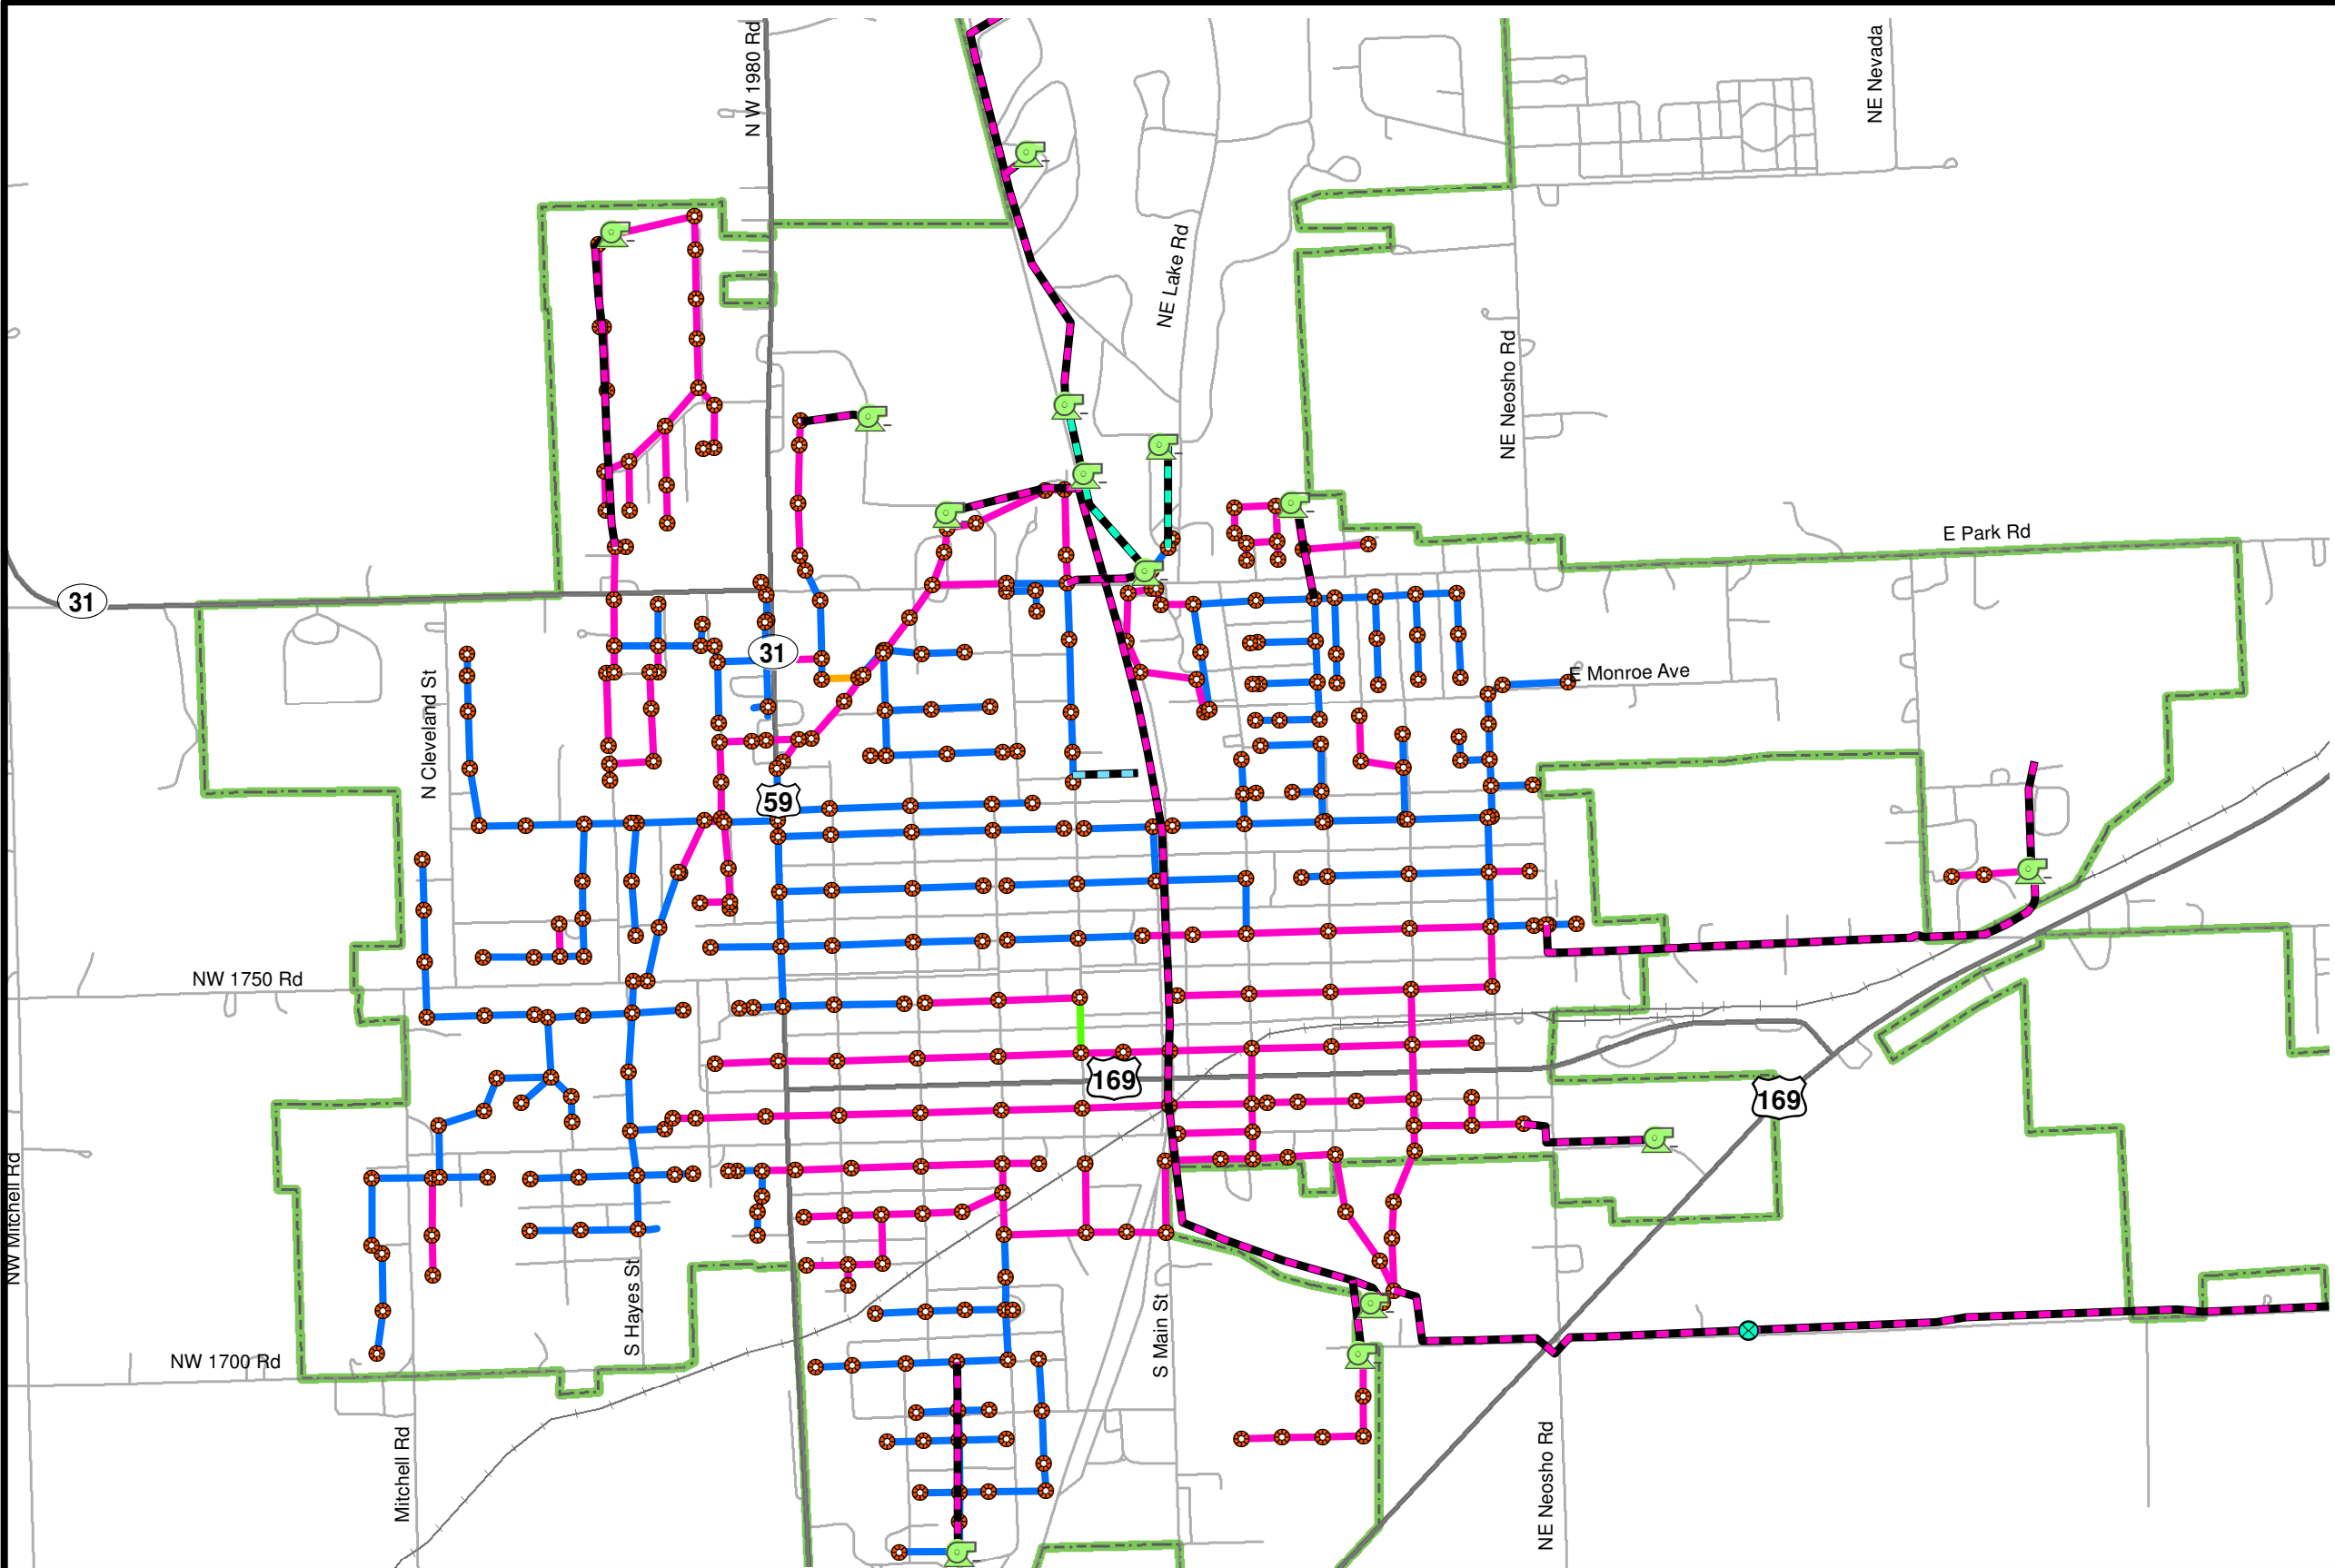 N W 1980 Rd
NE Nevada
NE Lake Rd
NE Neosho Rd
E Park Rd
31
31
E Monroe Ave
N Cleveland St
59
NW 1750 Rd
169
169
NW Mitchell Rd
S Hayes St
S Main St
NW 1700 Rd
Mitchell Rd
NE Neosho Rd